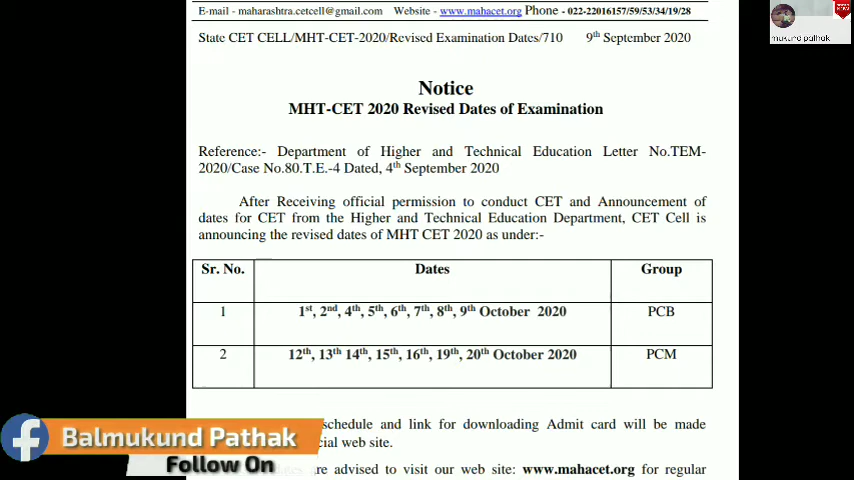 E-mail - maharashtra.cetcell@gmail.com Website - www.mahacet.org Phone - 022-22016157/59/53/34/19/28
mukund pathak
State CET CELL/MHT-CET-2020/Revised Examination Dates/710 9th September 2020
Notice
MHT-CET 2020 Revised Dates of Examination
Reference:- Department of Higher and Technical Education Letter No.TEM-
2020/Case No.80.T.E.-4 Dated, 4th September 2020
After Receiving official permission to conduct CET and Announcement of
dates for CET from the Higher and Technical Education Department, CET Cell is
announcing the revised dates of MHT CET 2020 as under:-
Sr. No. Dates Group
1 1st, 2nd, 4th, 5th, 6th, 7th, 8th, 9th October 2020 PCB
2 12th, 13th 14th, 15th, 16th, 19th, 20th October 2020 PCM
schedule and link for downloading Admit card will be made
web site.
are advised to visit our web site: www.mahacet.org for regular
f Balmukund Pathak
Follow On